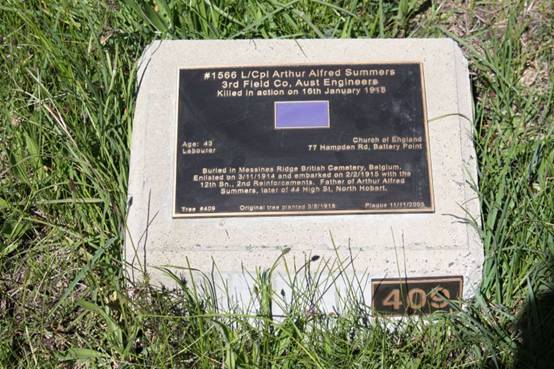 #1566 L/Cpl Arthur Alfred Summers
3rd Field Co, Aust Engineers
Killed in action on 16th January 1918
Age: 43
Labourer
Church of England
77 Hampden Rd, Battery Point
Buried in Messines Ridge British Cemetery, Belgium.
Enlisted on 3/11/1914 and embarked on 2/2/1915 with the
12th Bn., 2nd Reinforcements. Father of Arthur Alfred
Summers, later of 44 High St, North Hobart.
Tree #409
Original tree planted 3/8/1918
Plaque 11/11/2005
409